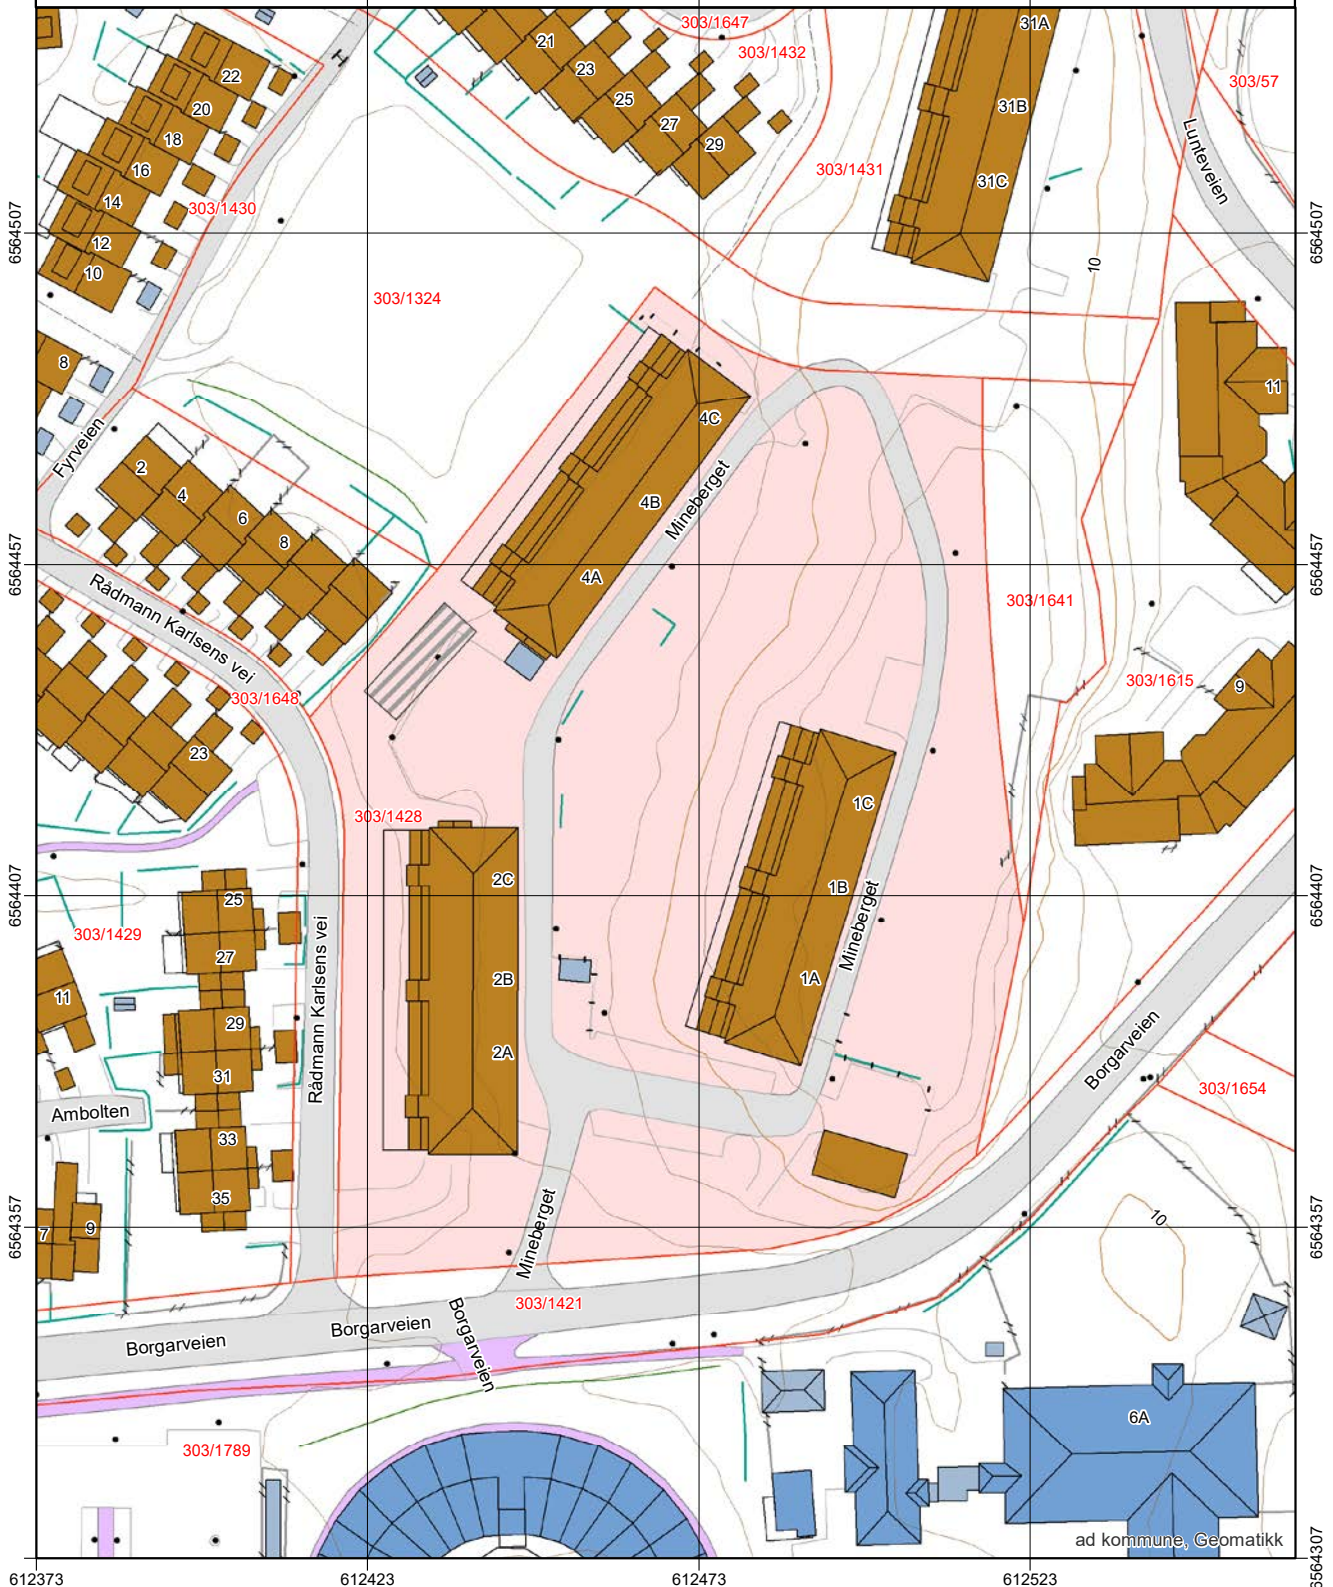 303/1647
31A
21
303/1432
22
23
303/57
20
25
31B
18
27
Lunteveien
29
16
303/1431
31C
14
303/1430
6564507
6564507
12
10
10
303/1324
8
11
4C
Fyrveien
2
4
Mineberget
4B
6
8
6564457
6564457
4A
Rådmann Karlsens vei
303/1641
303/1615
9
303/1648
23
1C
303/1428
2C
1B
25
6564407
6564407
Mineberget
303/1429
Rådmann Karlsens vei
27
2B
1A
11
29
2A
Borgarveien
31
303/1654
Ambolten
33
35
10
9
7
6564357
6564357
Mineberget
303/1421
Borgarveien
Borgarveien
Borgarveien
6A
303/1789
ad kommune, Geomatikk
6564307
612373
612423
612473
612523